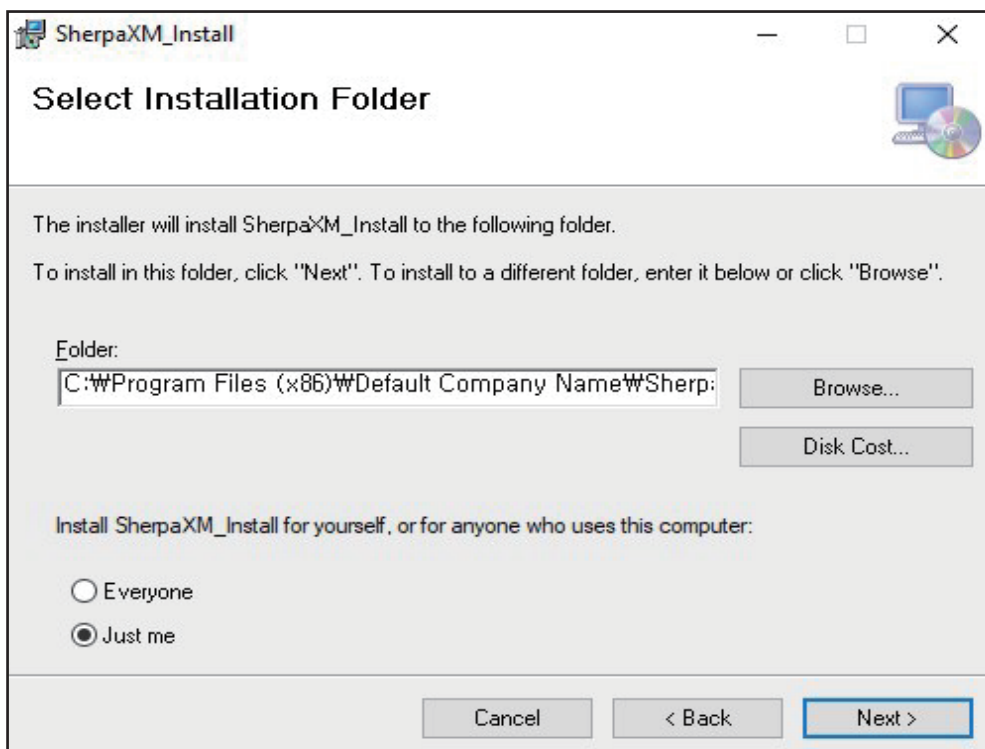 SherpaXM_Install
Select Installation Folder
The installer will install SherpaXM_Install to the following folder.
To install in this folder, click "Next". To install to a different folder, enter it below or click "Browse".
Folder:
C:₩Program Files (x86)₩Default Company Name₩Sherpa
Browse...
Disk Cost...
Install SherpaXM_Install for yourself, or for anyone who uses this computer:
Everyone
Just me
Cancel
< Back
Next >